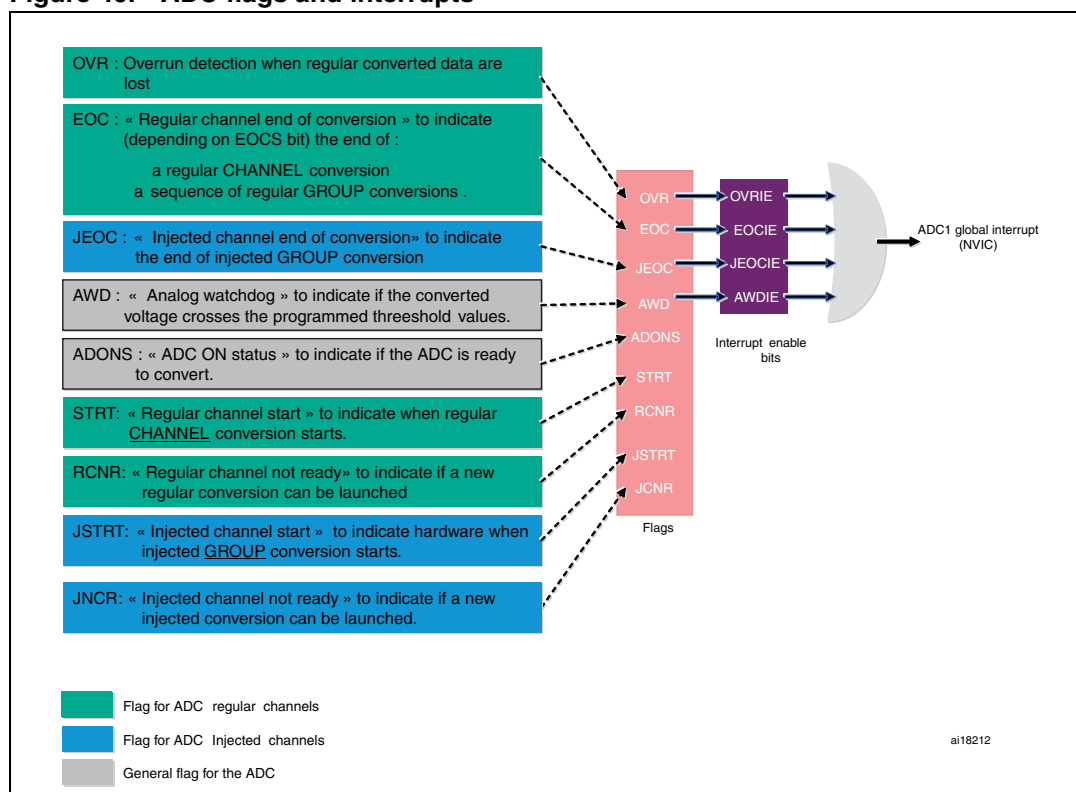 OVR : Overrun detection when regular converted data are
lost
EOC : « Regular channel end of conversion » to indicate
(depending on EOCS bit) the end of :
a regular CHANNEL conversion
a sequence of regular GROUP conversions .
JEOC : « Injected channel end of conversion» to indicate
the end of injected GROUP conversion
AWD : « Analog watchdog » to indicate if the converted
voltage crosses the programmed threeshold values.
ADONS : « ADC ON status » to indicate if the ADC is ready
to convert.
STRT: « Regular channel start » to indicate when regular
CHANNEL conversion starts.
RCNR: « Regular channel not ready» to indicate if a new
regular conversion can be launched
JSTRT: « Injected channel start » to indicate hardware when
injected GROUP conversion starts.
JNCR: « Injected channel not ready » to indicate if a new
injected conversion can be launched.
OVR
EOC
JEOC
AWD
ADONS
STRT
RCNR
JSTRT
JCNR
Flags
OVRIE
EOCIE
JEOCIE
AWDIE
Interrupt enable
bits
ADC1 global interrupt
(NVIC)
Flag for ADC regular channels
Flag for ADC Injected channels
General flag for the ADC
ai18212